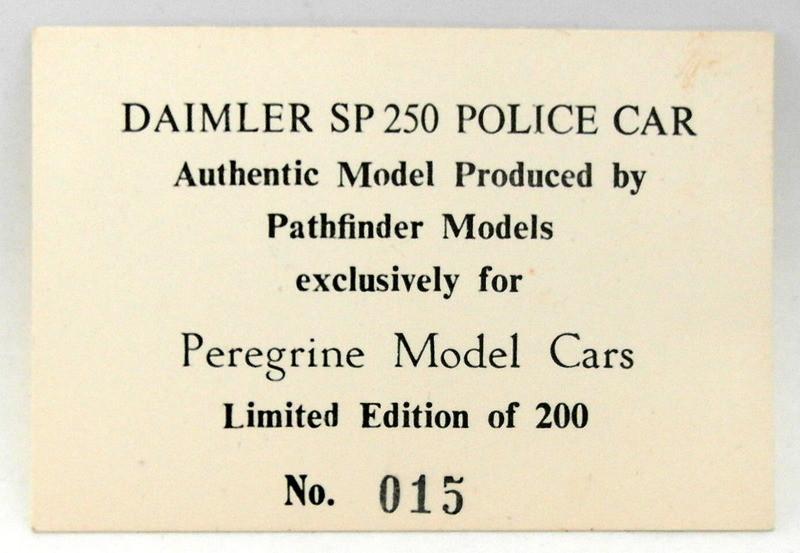 DAIMLER SP 250 POLICE CAR
Authentic Model Produced by
Pathfinder Models
exclusively for
Peregrine Model Cars
Limited Edition of 200
No. 015